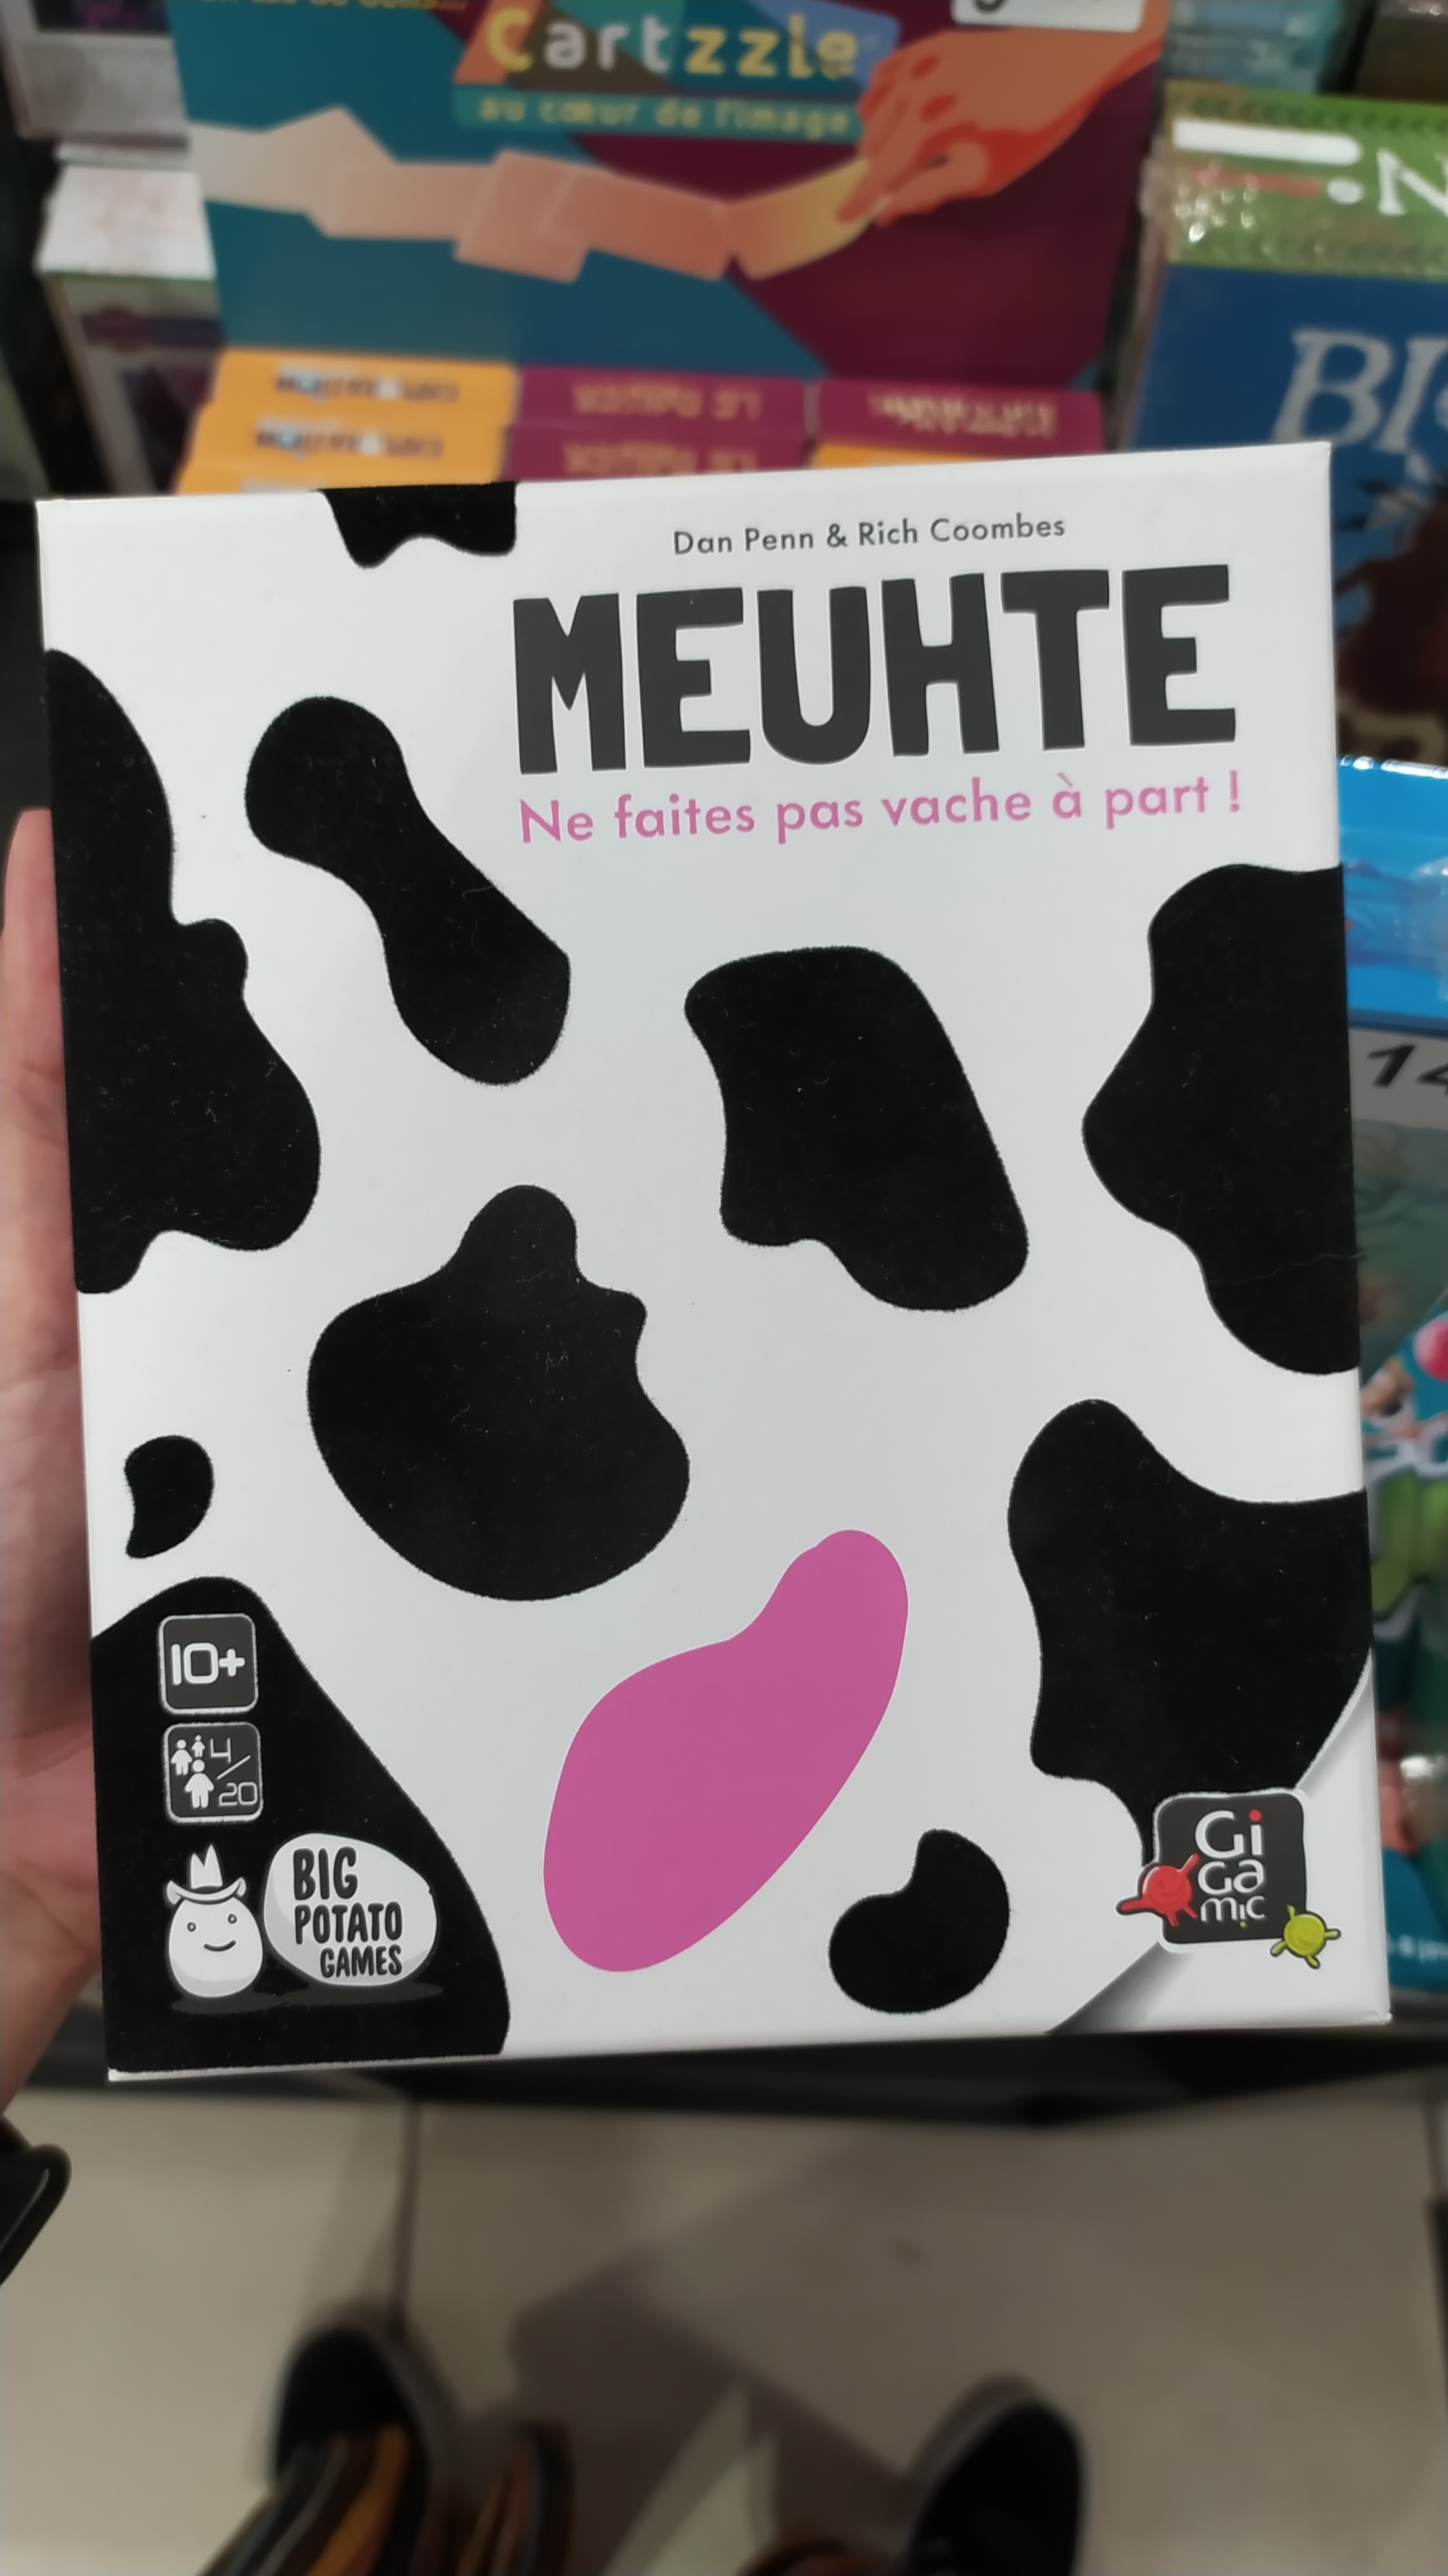 Cartzzle
au cœur de l'image
Dan Penn & Rich Coombes
MEUHTE
Ne faites pas vache à part !
14
10+
4/20
BIG
POTATO
GAMES
Gi
Ga
mic